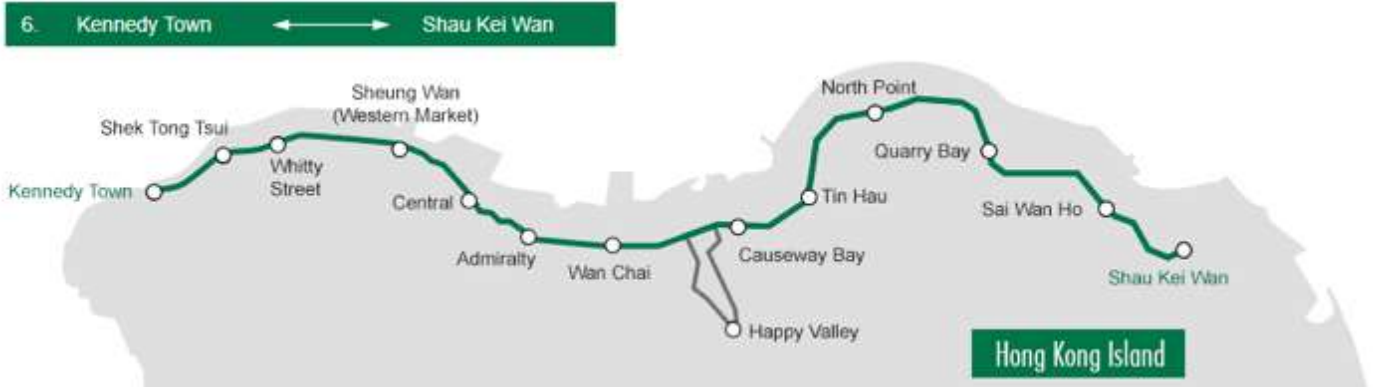 6. Kennedy Town Shau Kei Wan
Sheung Wan
(Western Market)
North Point
Shek Tong Tsui
Whitty
Street
Quarry Bay
Kennedy Town
Central
Tin Hau
Sai Wan Ho
Admiralty
Wan Chai
Causeway Bay
Shau Kei Wan
Happy Valley
Hong Kong Island